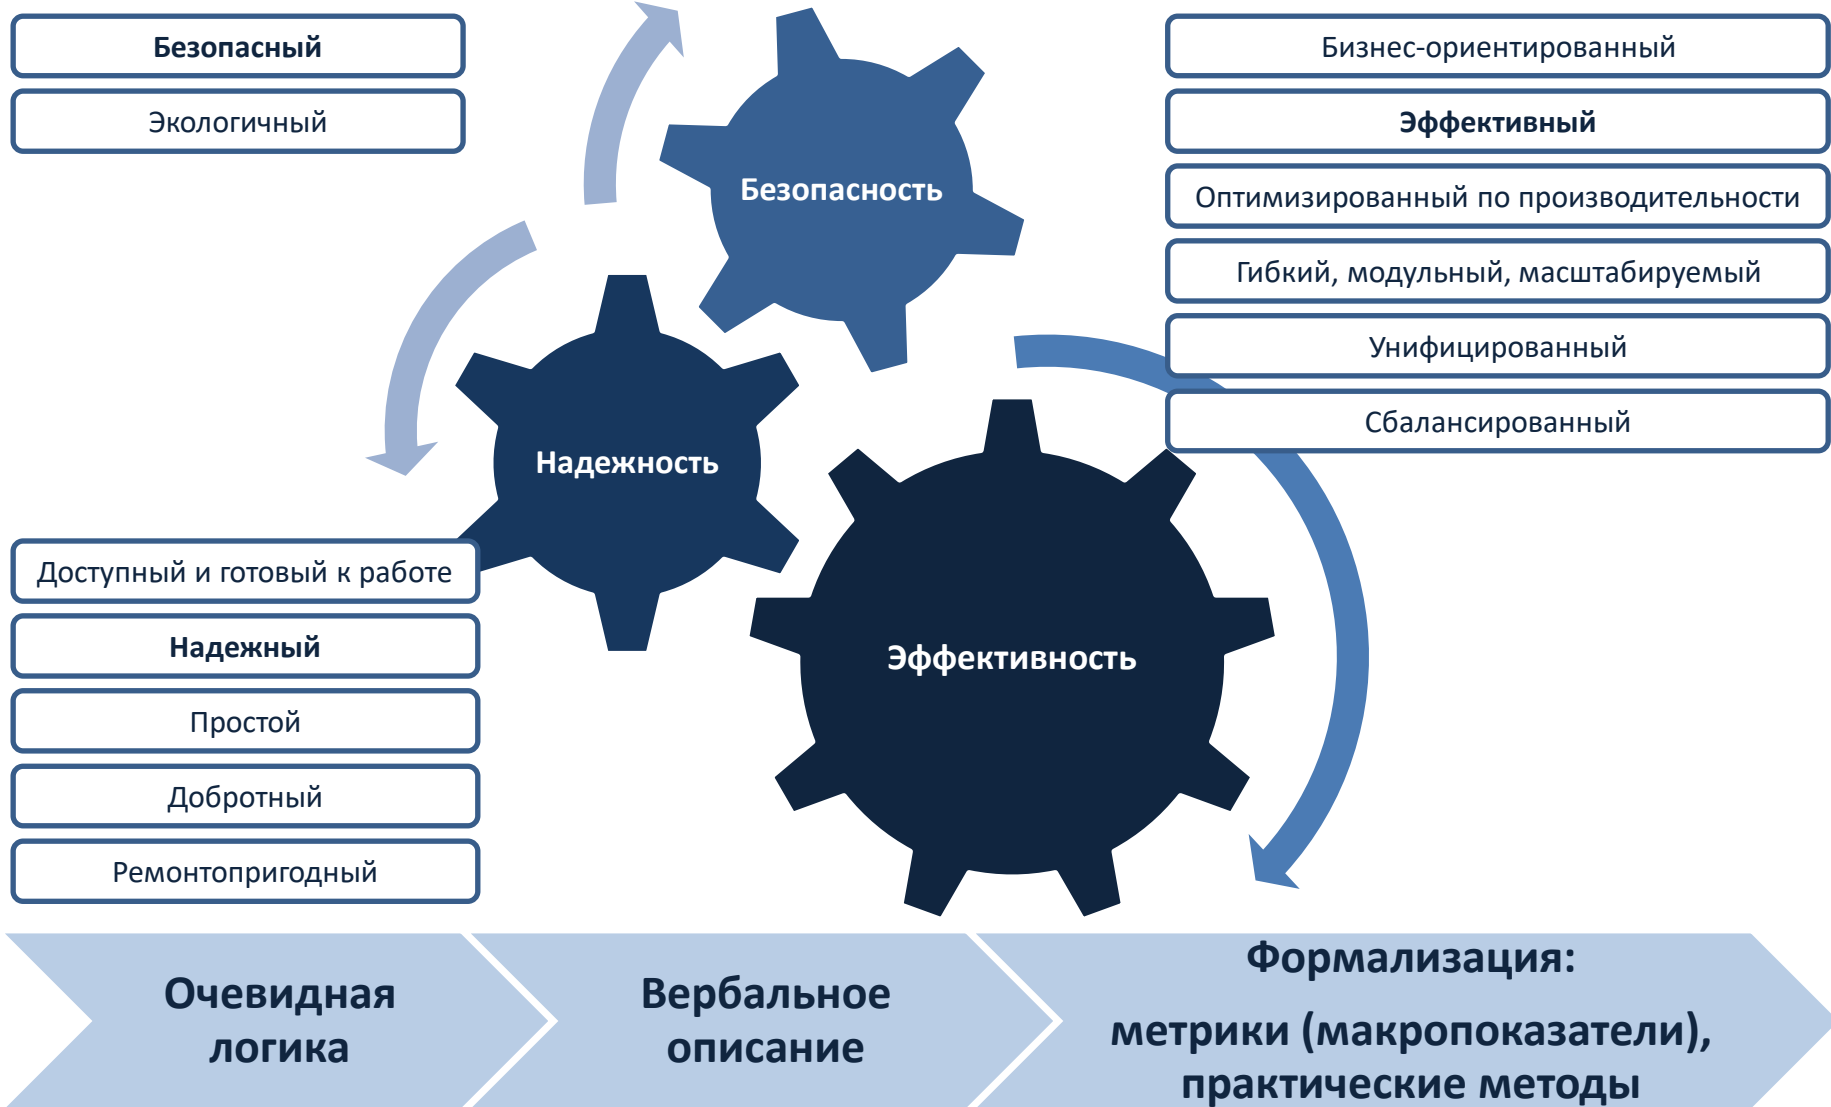 Безопасный
Экологичный
Безопасность
Бизнес-ориентированный
Эффективный
Оптимизированный по производительности
Гибкий, модульный, масштабируемый
Унифицированный
Сбалансированный
Надежность
Доступный и готовый к работе
Надежный
Простой
Добротный
Ремонтопригодный
Эффективность
Очевидная
логика
Вербальное
описание
Формализация:
метрики (макропоказатели),
практические методы